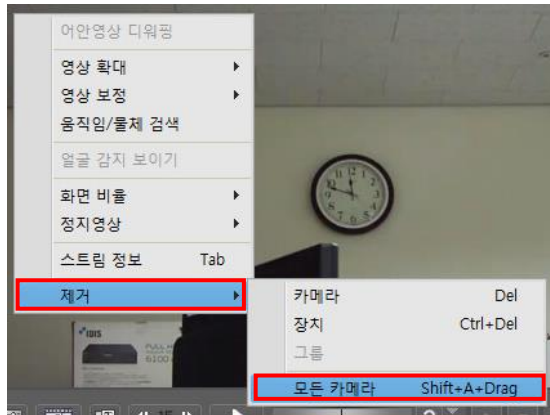 어안영상 디워핑
영상 확대
영상 보정
움직임/물체 검색
얼굴 감지 보이기
화면 비율
정지영상
스트림 정보 Tab
제거
카메라 Del
장치 Ctrl+Del
그룹
모든 카메라 Shift+A+Drag
IDIS
FULL H
6100